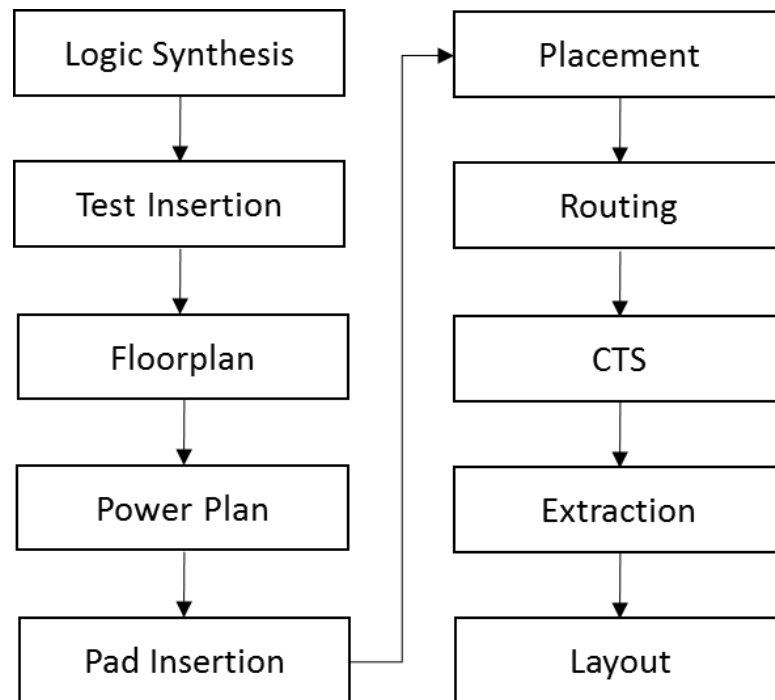 Logic Synthesis
Test Insertion
Floorplan
Power Plan
Pad Insertion
Placement
Routing
CTS
Extraction
Layout